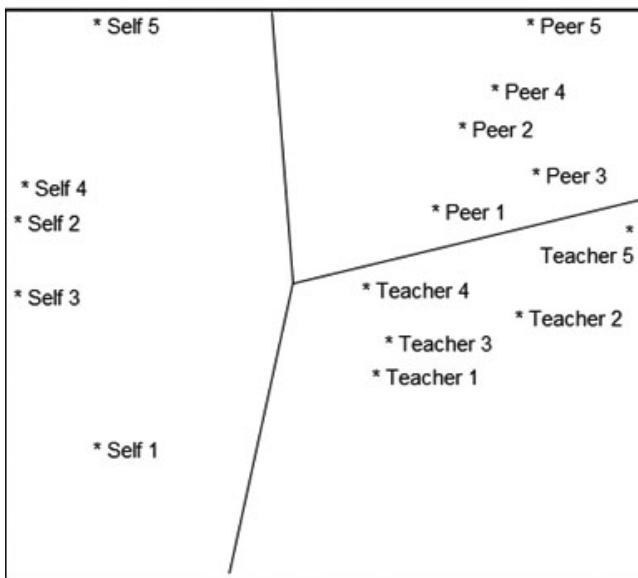 * Self 5
* Peer 5
* Peer 4
* Peer 2
* Peer 3
* Self 4
* Peer 1
* Self 2
*
Teacher 5
* Teacher 4
* Self 3
* Teacher 2
* Teacher 3
* Teacher 1
* Self 1